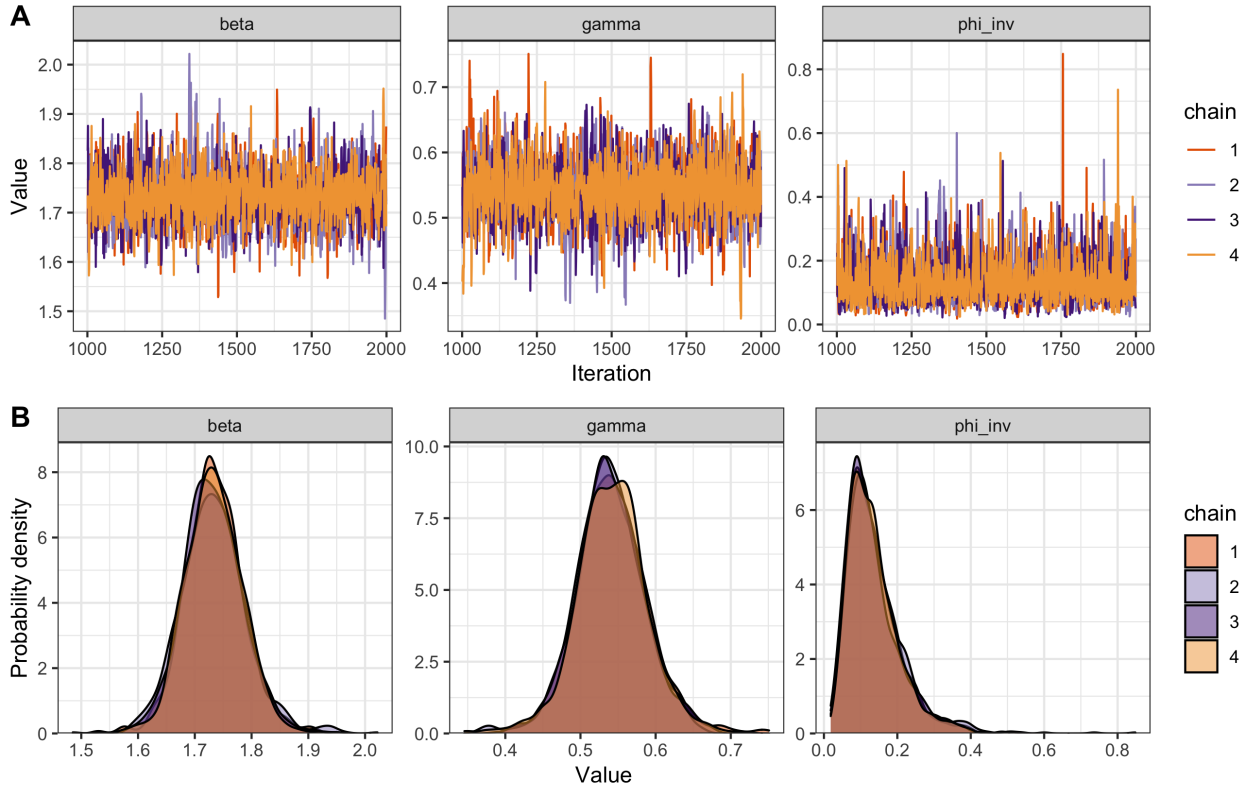 A
beta
gamma
phi_inv
Value
2.0
1.9
1.8
1.7
1.6
1.5
0.7
0.6
0.5
0.4
0.8
0.6
0.4
0.2
0.0
1000 1250 1500 1750 2000
1000 1250 1500 1750 2000
1000 1250 1500 1750 2000
Iteration
chain
1
2
3
4
B
beta
gamma
phi_inv
Probability density
8
6
4
2
0
10.0
7.5
5.0
2.5
0.0
6
4
2
0
1.5 1.6 1.7 1.8 1.9 2.0
0.4 0.5 0.6 0.7
0.0 0.2 0.4 0.6 0.8
Value
chain
1
2
3
4